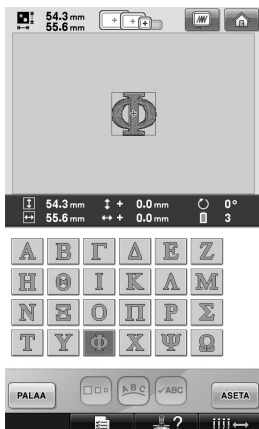 54.3 mm
55.6 mm
Φ
54.3 mm + 0.0 mm 0°
55.6 mm + 0.0 mm 3
Α Β Γ Δ Ε Ζ
Η Θ Ι Κ Λ Μ
Ν Ξ Ο Π Ρ Σ
Τ Υ Φ Χ Ψ Ω
PALAA ABC ✓ABC ASETA
?